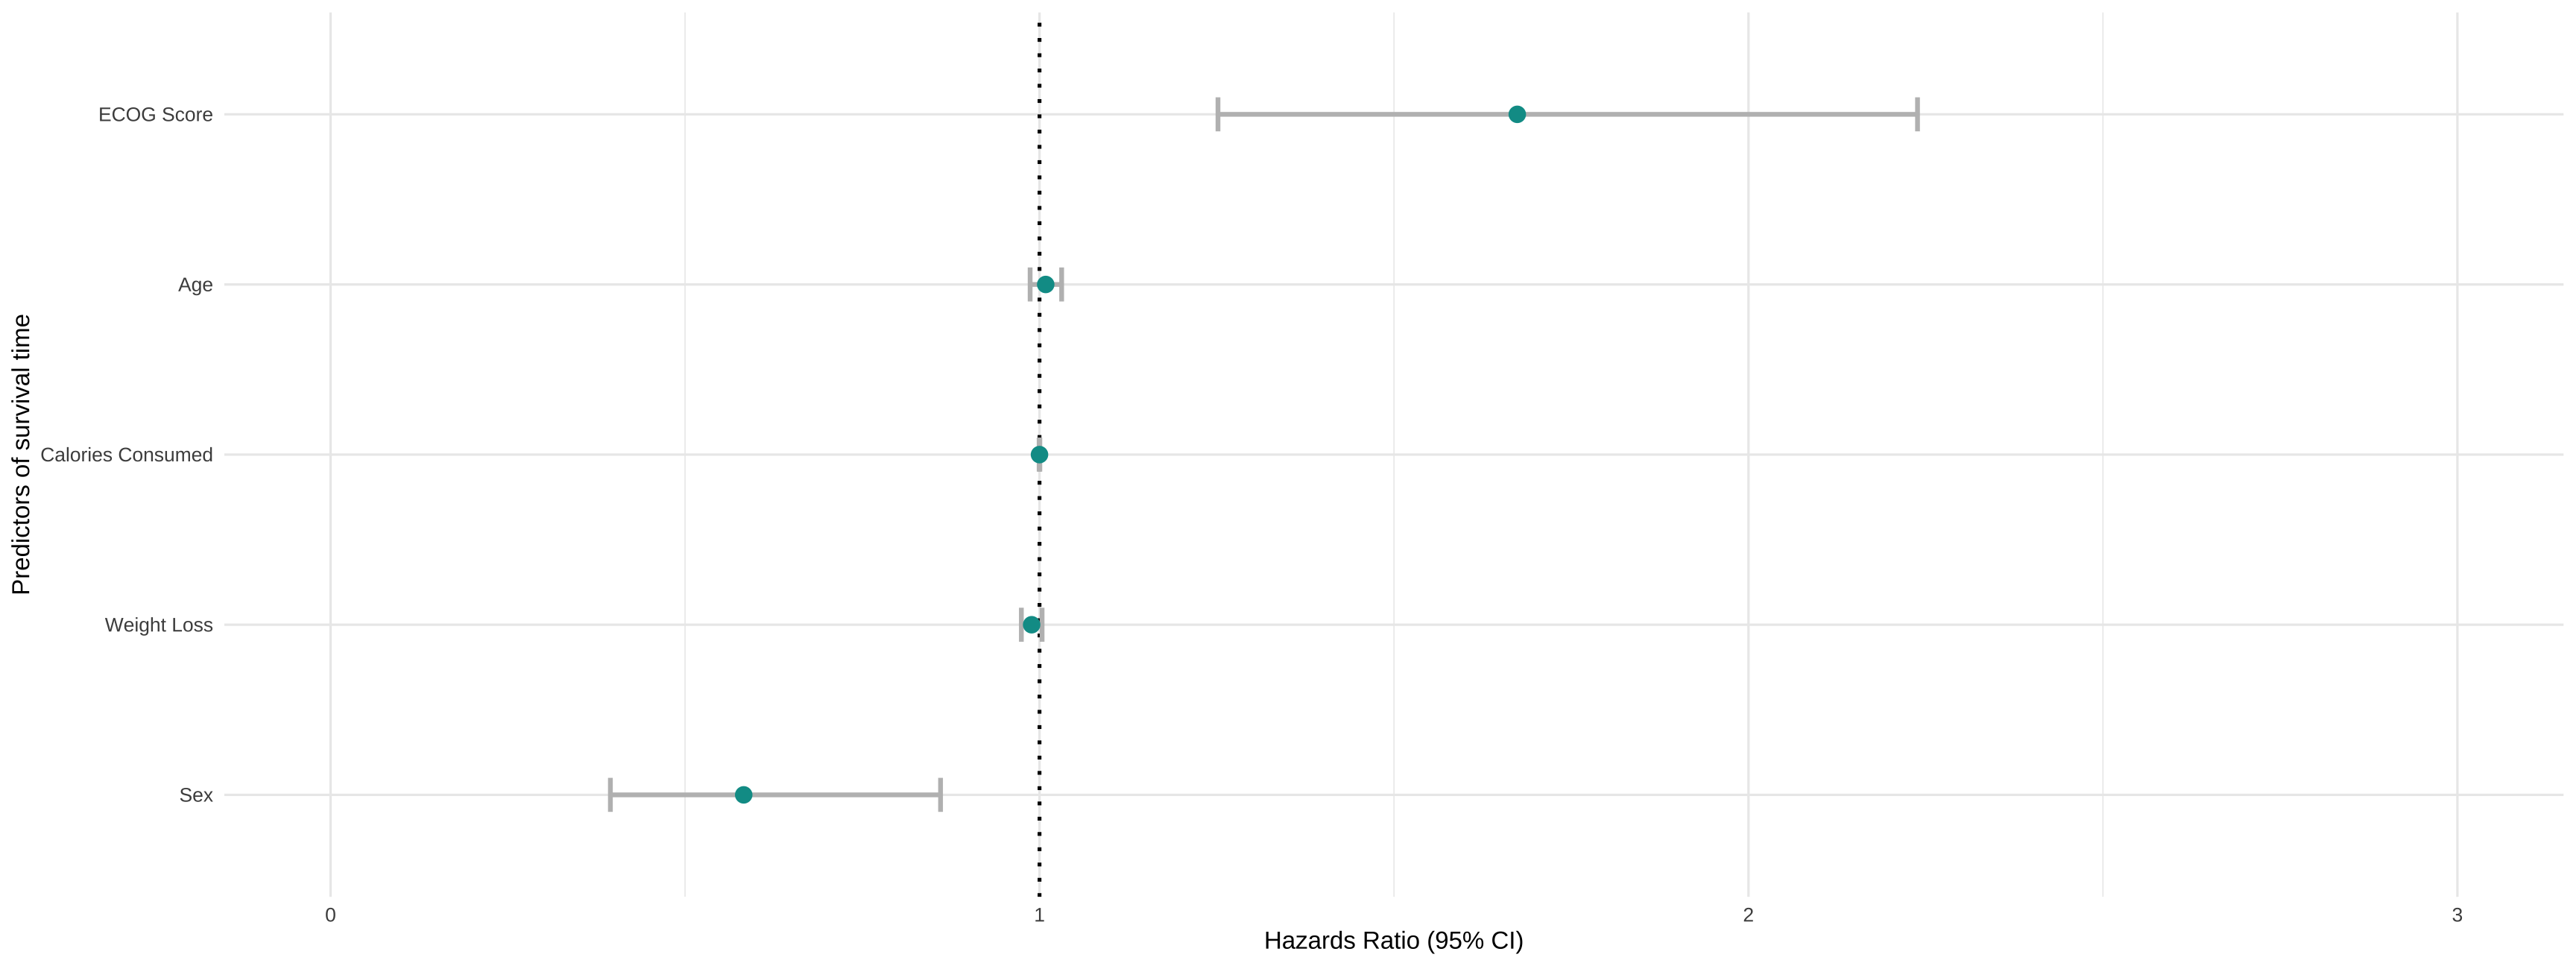 Predictors of survival time
ECOG Score
Age
Calories Consumed
Weight Loss
Sex
0 1 2 3
Hazards Ratio (95% CI)